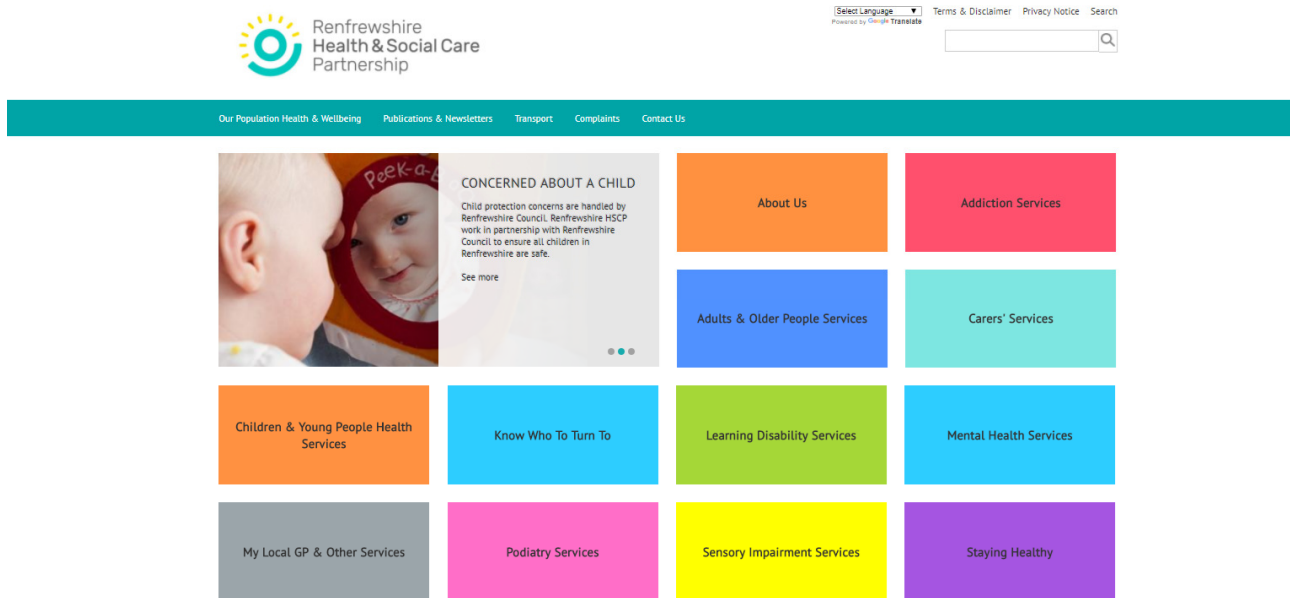 Renfrewshire
Health & Social Care
Partnership
Select Language ▼
Powered by Google Translate
Terms & Disclaimer
Privacy Notice
Search
Our Population Health & Wellbeing
Publications & Newsletters
Transport
Complaints
Contact Us
PeeK-a-
CONCERNED ABOUT A CHILD
Child protection concerns are handled by
Renfrewshire Council. Renfrewshire HSCP
work in partnership with Renfrewshire
Council to ensure all children in
Renfrewshire are safe.
See more
About Us
Addiction Services
Adults & Older People Services
Carers' Services
Children & Young People Health
Services
Know Who To Turn To
Learning Disability Services
Mental Health Services
My Local GP & Other Services
Podiatry Services
Sensory Impairment Services
Staying Healthy